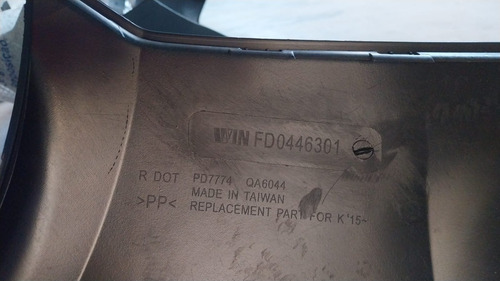 WIN FD0446301
R DOT PD7774 QA6044
MADE IN TAIWAN
>PP< REPLACEMENT PART FOR K'15~